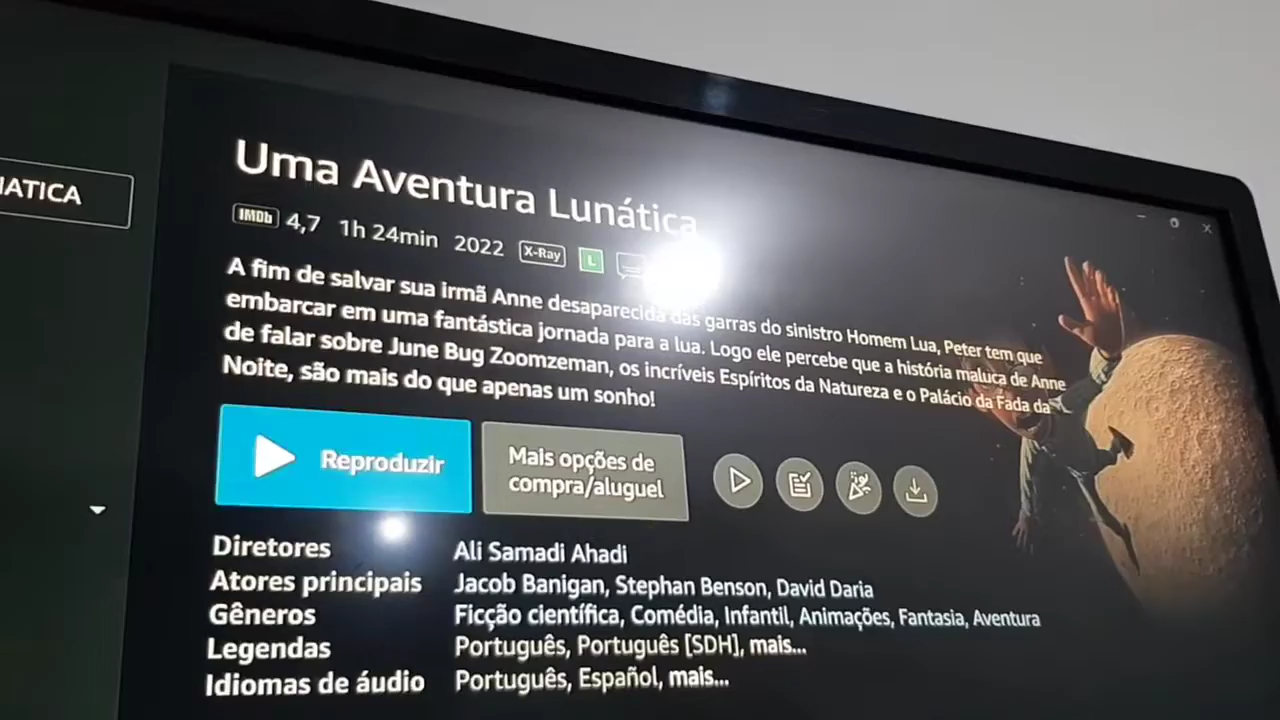 IATICA
Uma Aventura Lunática
IMDb 4,7 1h 24min 2022 X-Ray L
A fim de salvar sua irmã Anne desaparecida das garras do sinistro Homem Lua, Peter tem que
embarcar em uma fantástica jornada para a lua. Logo ele percebe que a história maluca de Anne
de falar sobre June Bug Zoomzeman, os incríveis Espíritos da Natureza e o Palácio da Fada da
Noite, são mais do que apenas um sonho!
Reproduzir
Mais opções de
compra/aluguel
Diretores Ali Samadi Ahadi
Atores principais Jacob Banigan, Stephan Benson, David Daria
Gêneros Ficção científica, Comédia, Infantil, Animações, Fantasia, Aventura
Legendas Português, Português [SDH], mais...
Idiomas de áudio Português, Español, mais...